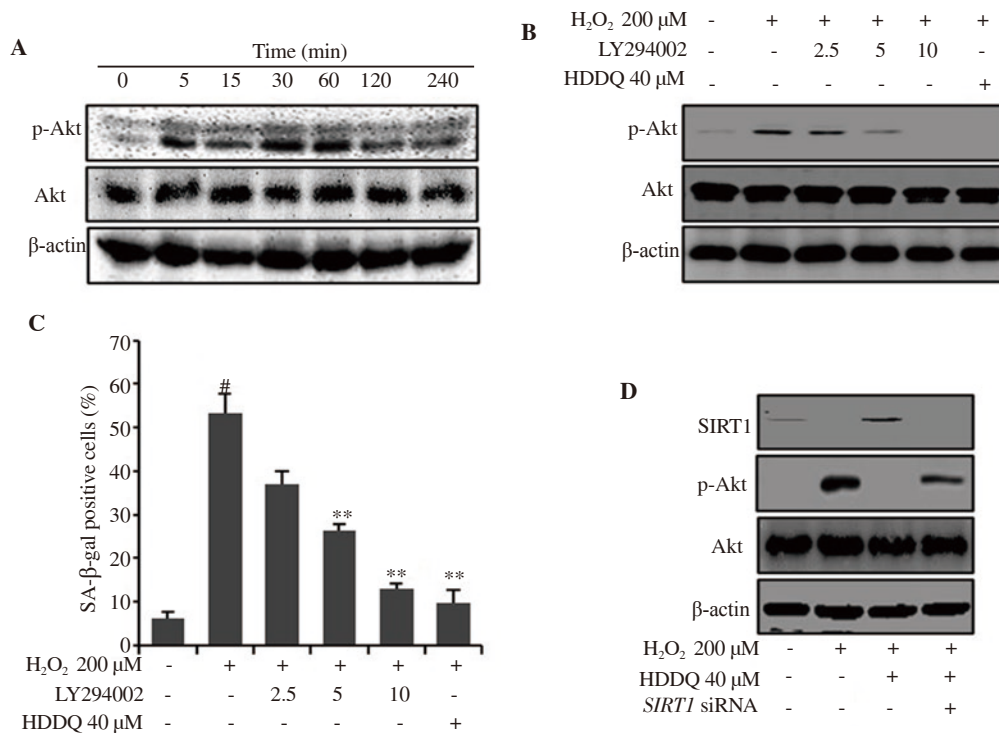 A
Time (min)
0 5 15 30 60 120 240
p-Akt
Akt
β-actin
B
H₂O₂ 200 μM - + + + + +
LY294002 - - 2.5 5 10 -
HDDQ 40 μM - - - - - +
p-Akt
Akt
β-actin
C
SA-β-gal positive cells (%)
70
60
50
40
30
20
10
0
#
**
**
**
H₂O₂ 200 μM - + + + + +
LY294002 - - 2.5 5 10 -
HDDQ 40 μM - - - - - +
D
SIRT1
p-Akt
Akt
β-actin
H₂O₂ 200 μM - + + +
HDDQ 40 μM - - + +
SIRT1 siRNA - - - +